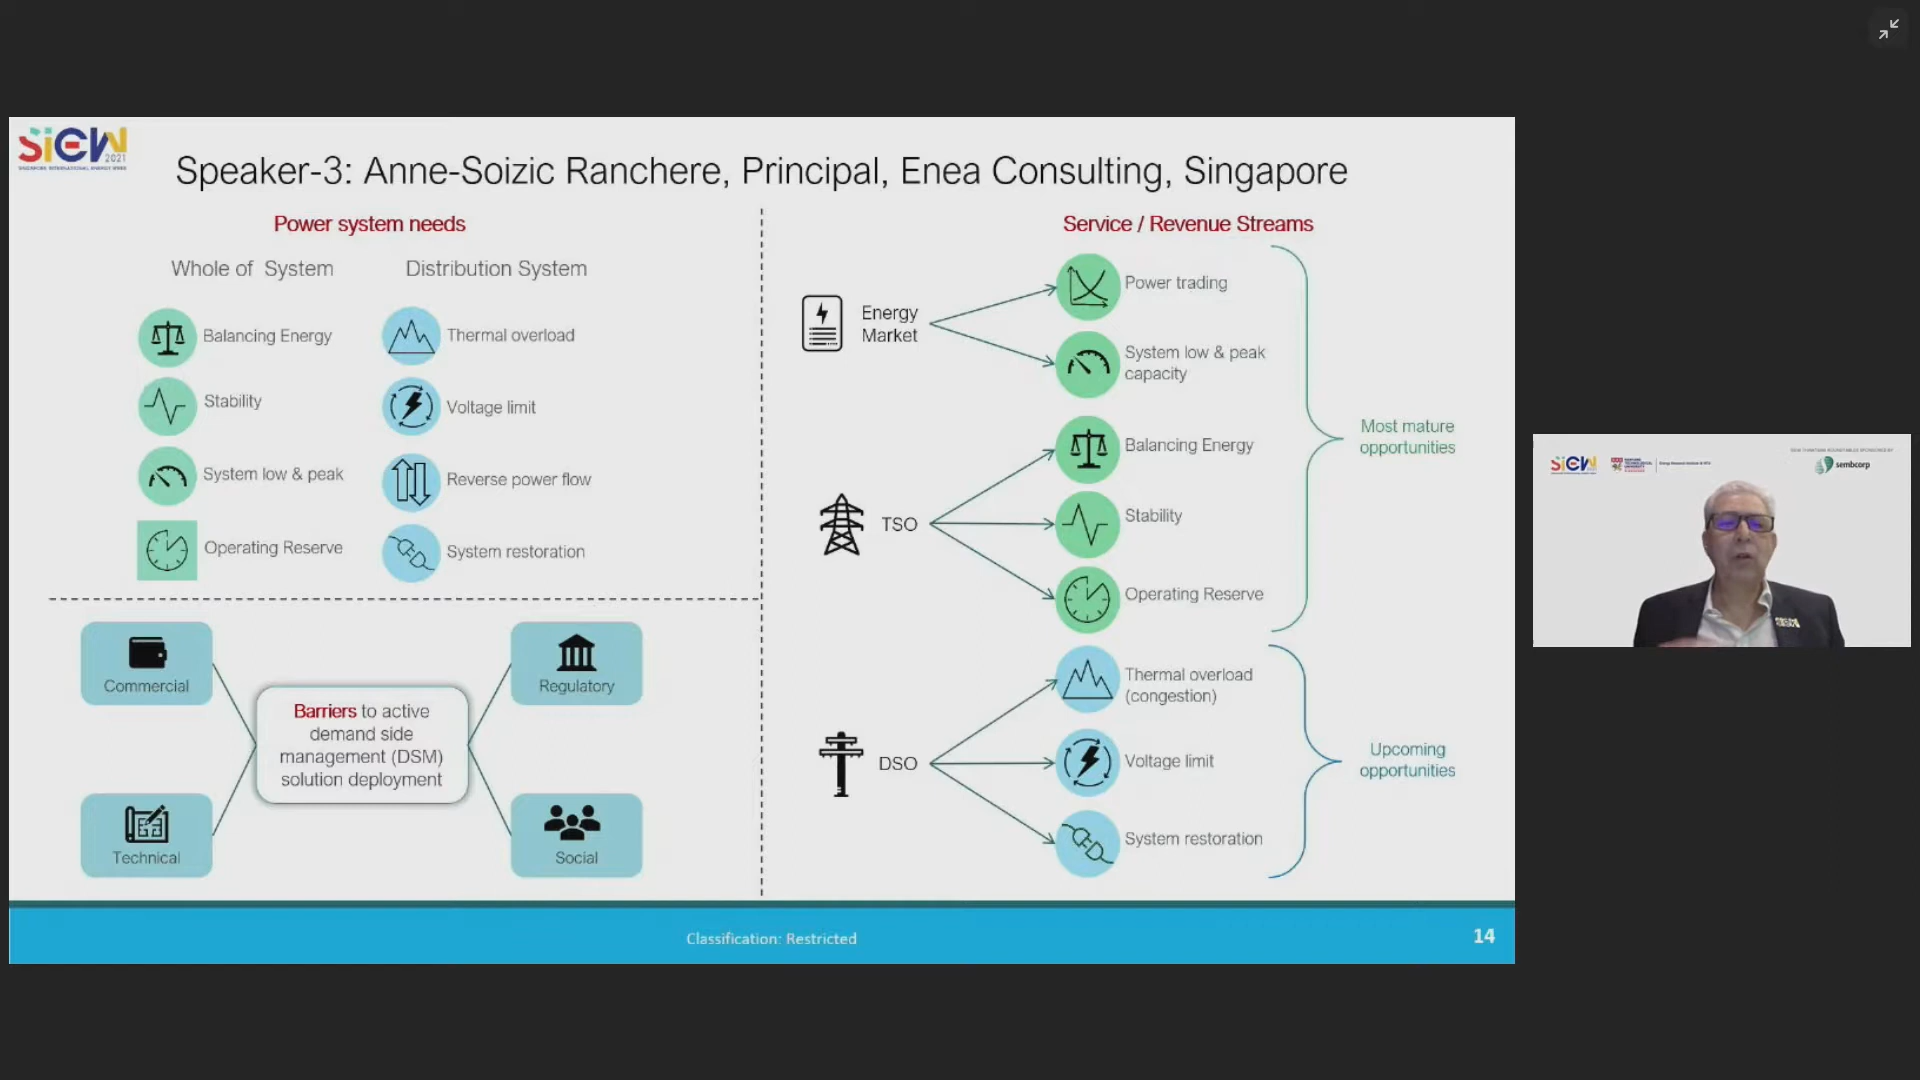 SiEW
2021
SINGAPORE INTERNATIONAL ENERGY WEEK
Speaker-3: Anne-Soizic Ranchere, Principal, Enea Consulting, Singapore
Power system needs
Whole of System
Distribution System
Balancing Energy
Thermal overload
Stability
Voltage limit
System low & peak
Reverse power flow
Operating Reserve
System restoration
Commercial
Regulatory
Barriers to active
demand side
management (DSM)
solution deployment
Technical
Social
Service / Revenue Streams
Energy
Market
Power trading
System low & peak
capacity
TSO
Balancing Energy
Stability
Operating Reserve
Most mature
opportunities
DSO
Thermal overload
(congestion)
Voltage limit
System restoration
Upcoming
opportunities
Classification: Restricted
14
SiEW
sembcorp